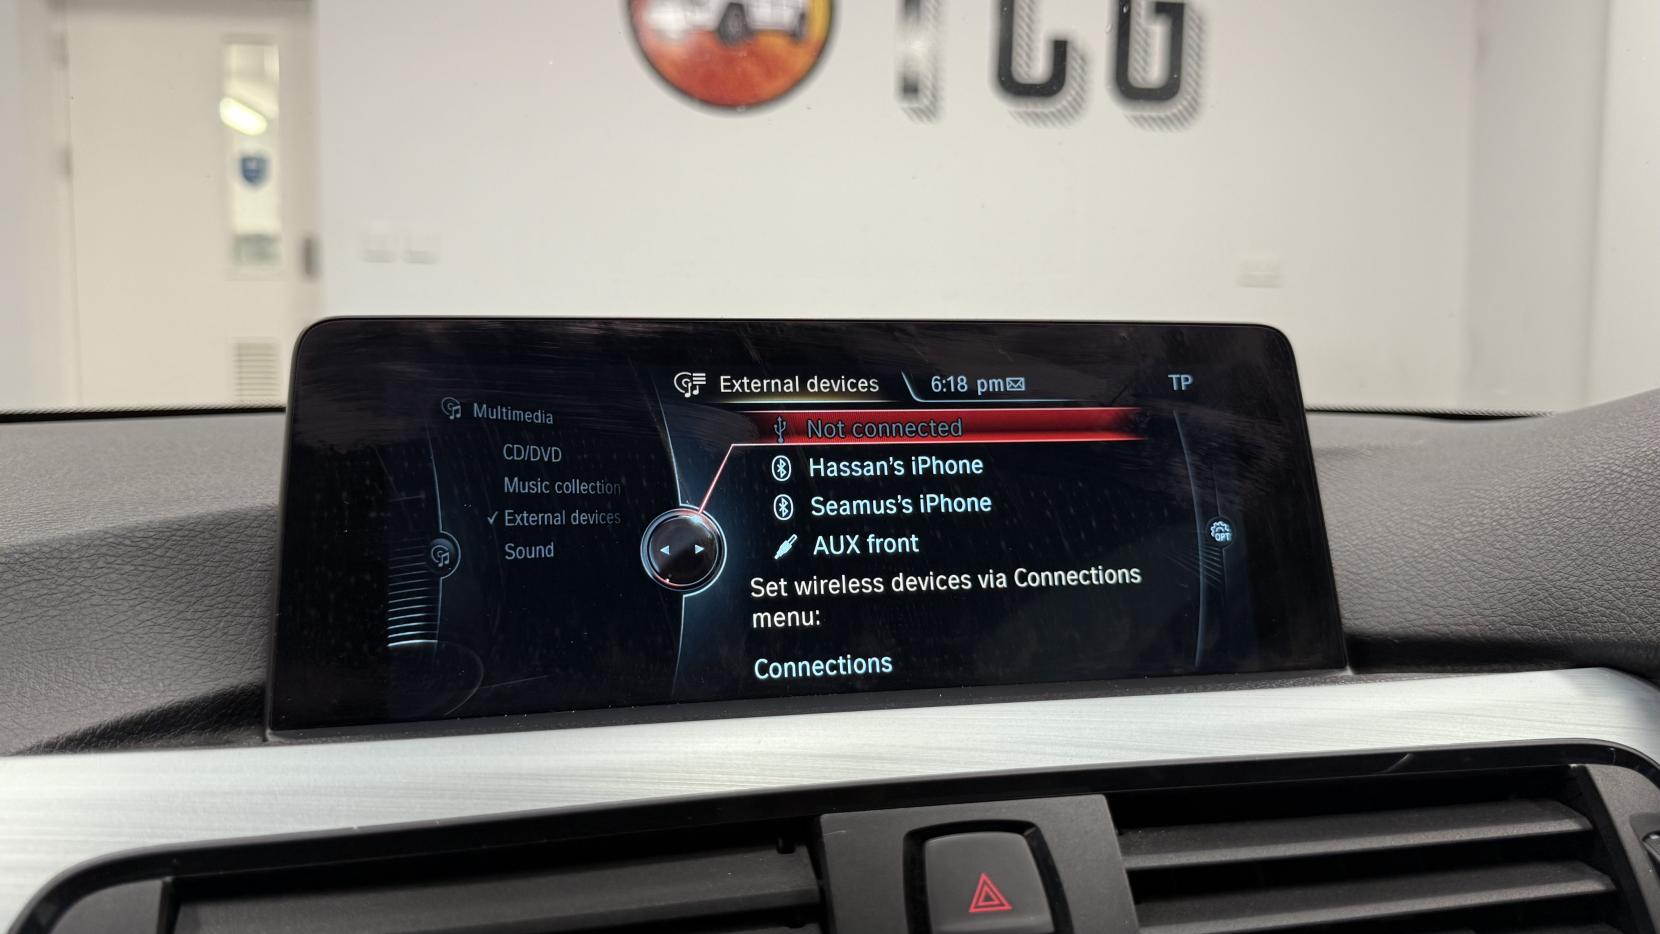 TCG
External devices
6:18 pm
TP
Multimedia
CD/DVD
Music collection
External devices
Sound
Not connected
Hassan's iPhone
Seamus's iPhone
AUX front
Set wireless devices via Connections
menu:
Connections
OPT